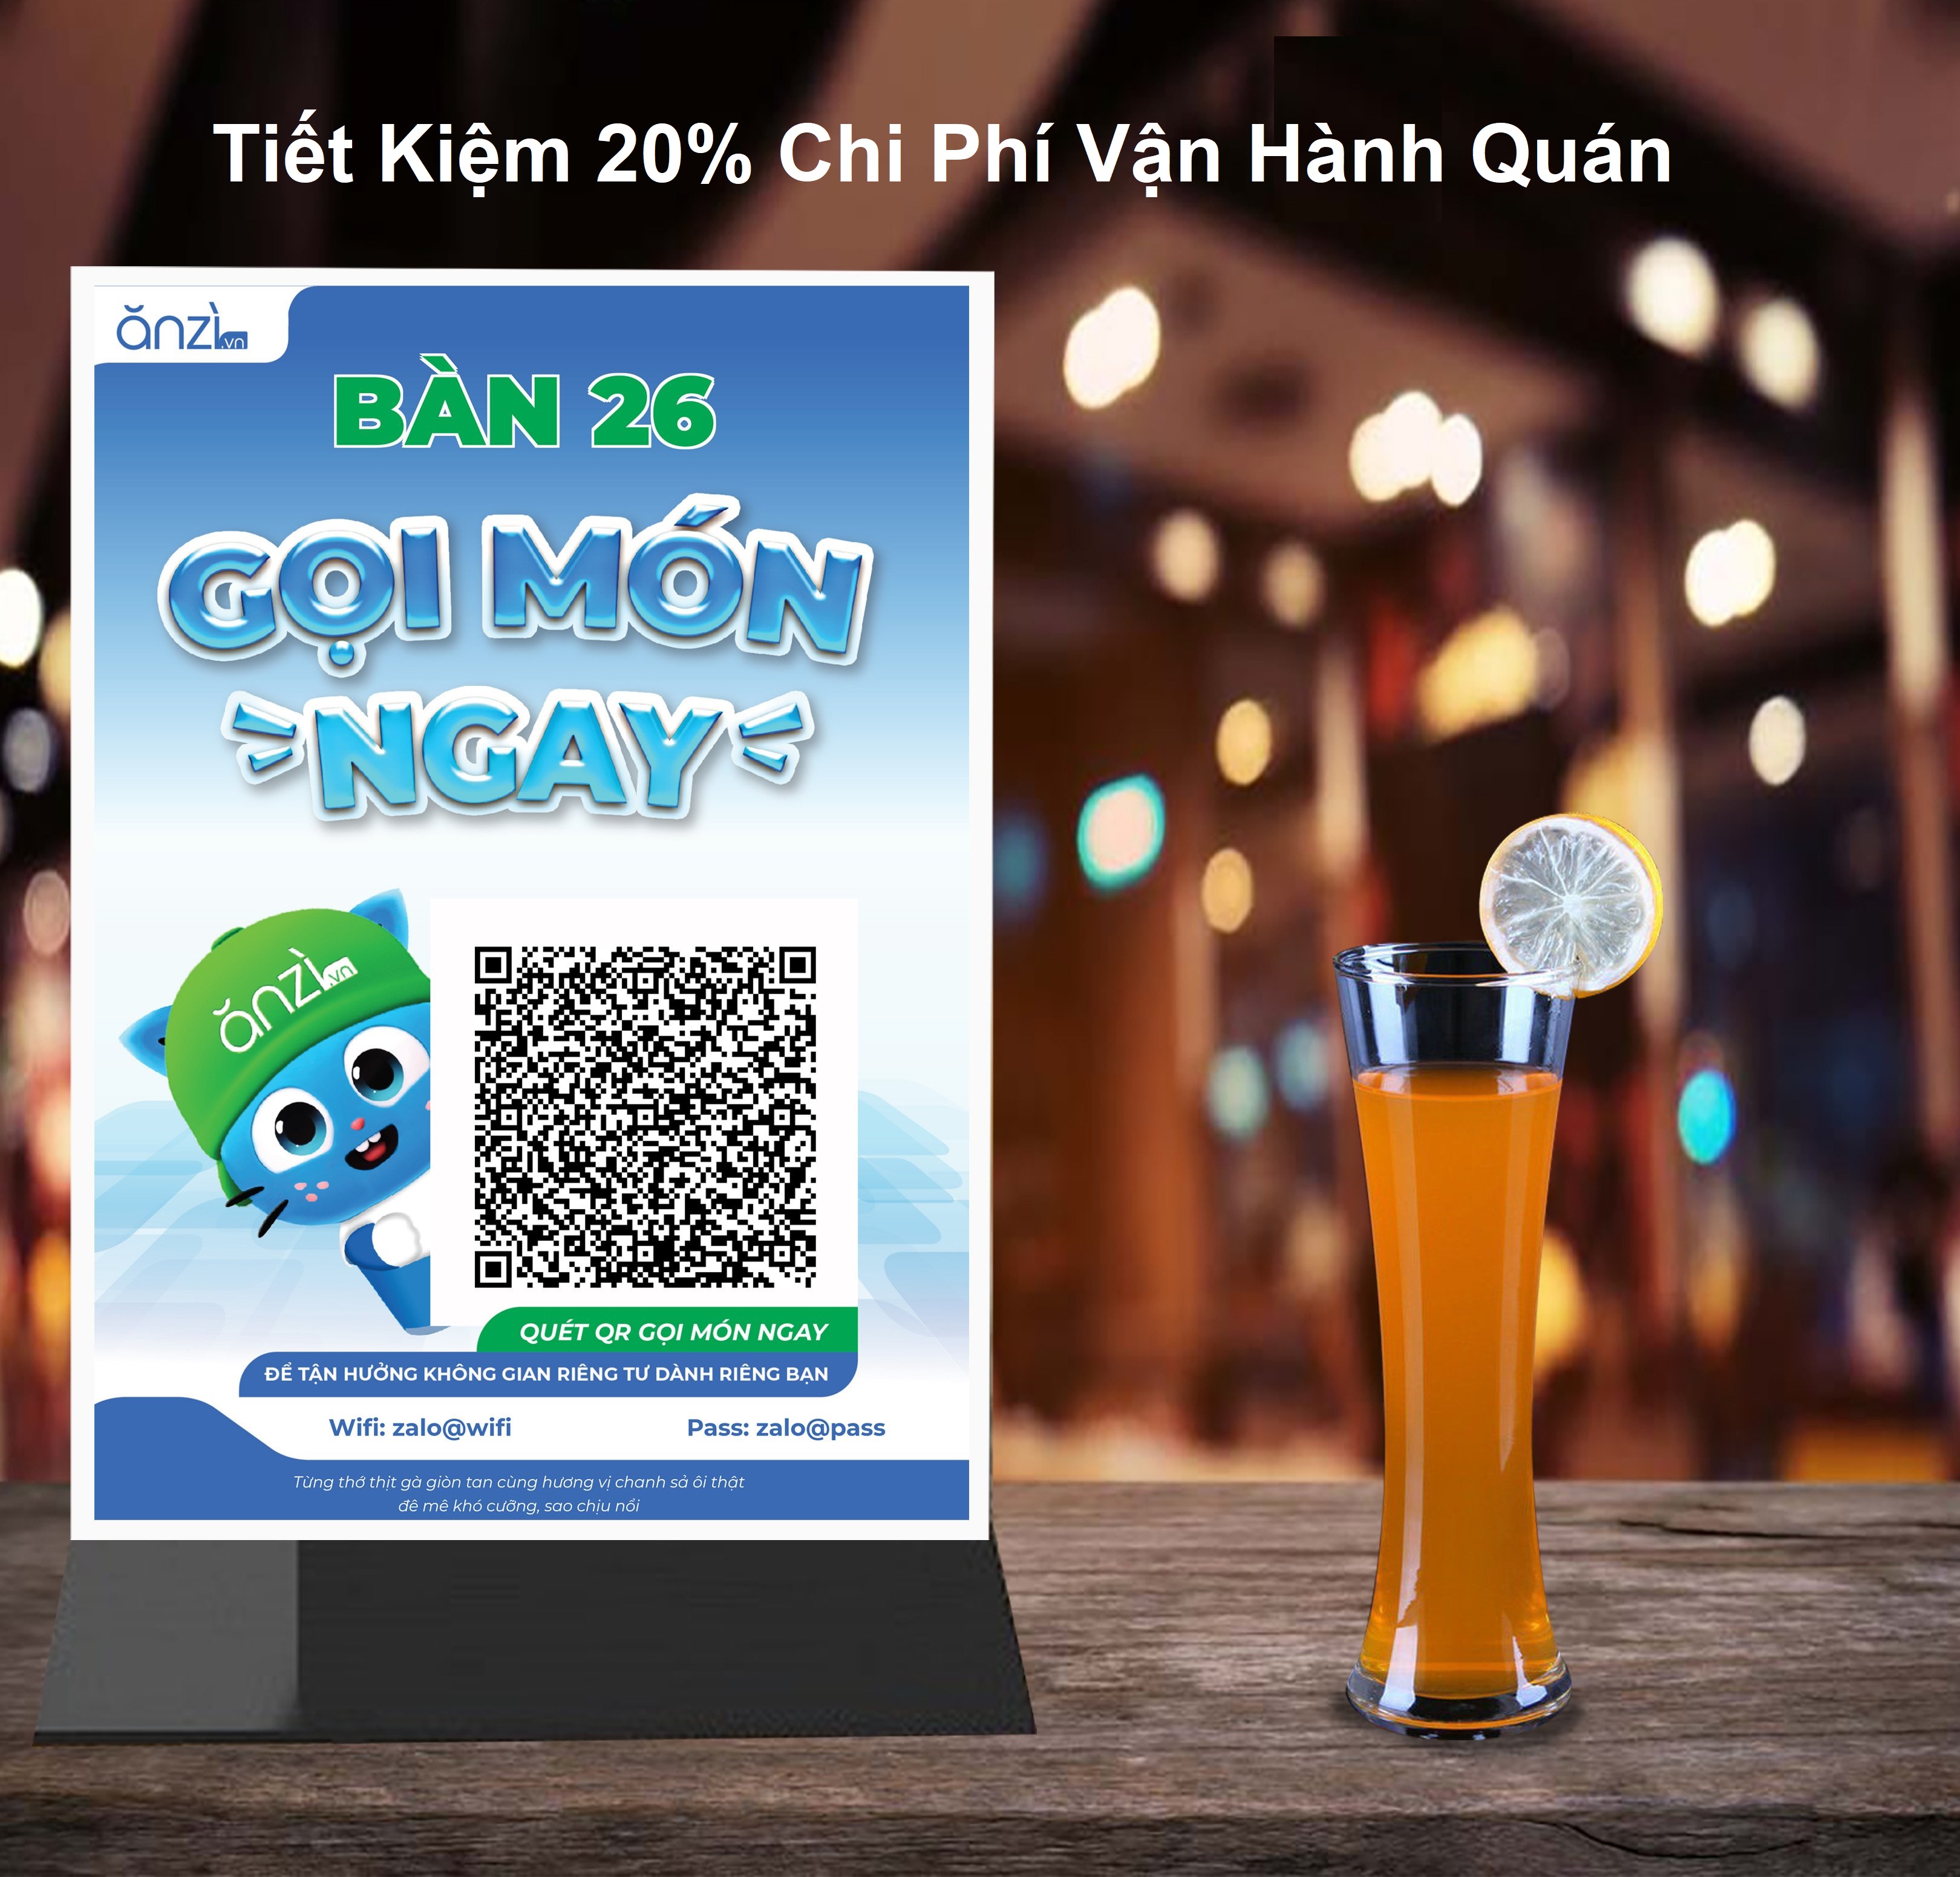 Tiết Kiệm 20% Chi Phí Vận Hành Quán
ănzì.vn
BÀN 26
GỌI MÓN
NGAY
ănzì.vn
QUÉT QR GỌI MÓN NGAY
ĐỂ TẬN HƯỞNG KHÔNG GIAN RIÊNG TƯ DÀNH RIÊNG BẠN
Wifi: zalo@wifi Pass: zalo@pass
Từng thớ thịt gà giòn tan cùng hương vị chanh sả ôi thật
đê mê khó cưỡng, sao chịu nổi